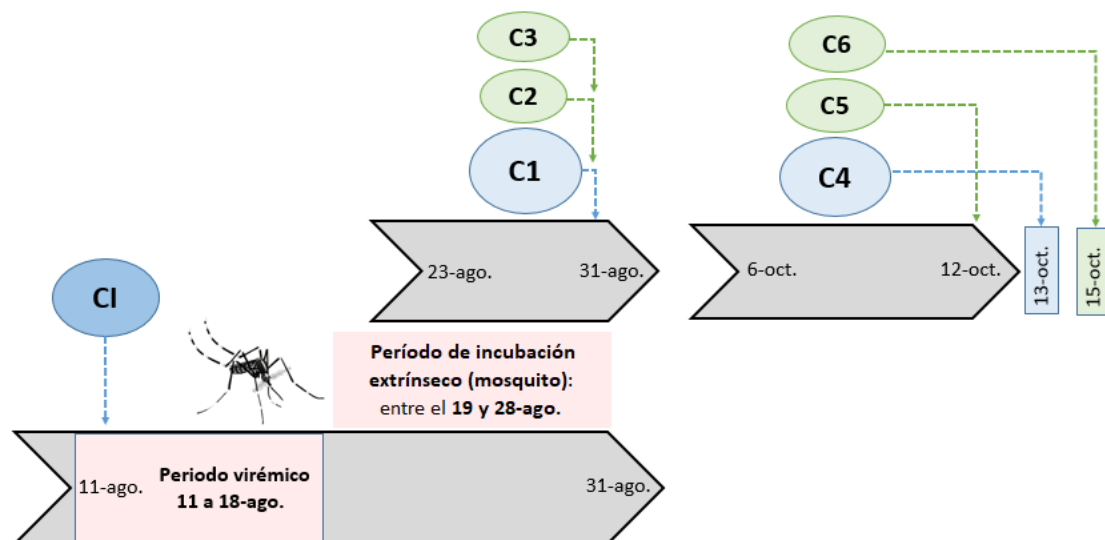 C3
C2
C1
C6
C5
C4
23-ago.
31-ago.
6-oct.
12-oct.
13-oct.
15-oct.
CI
Período de incubación
extrínseco (mosquito):
entre el 19 y 28-ago.
11-ago.
Periodo virémico
11 a 18-ago.
31-ago.